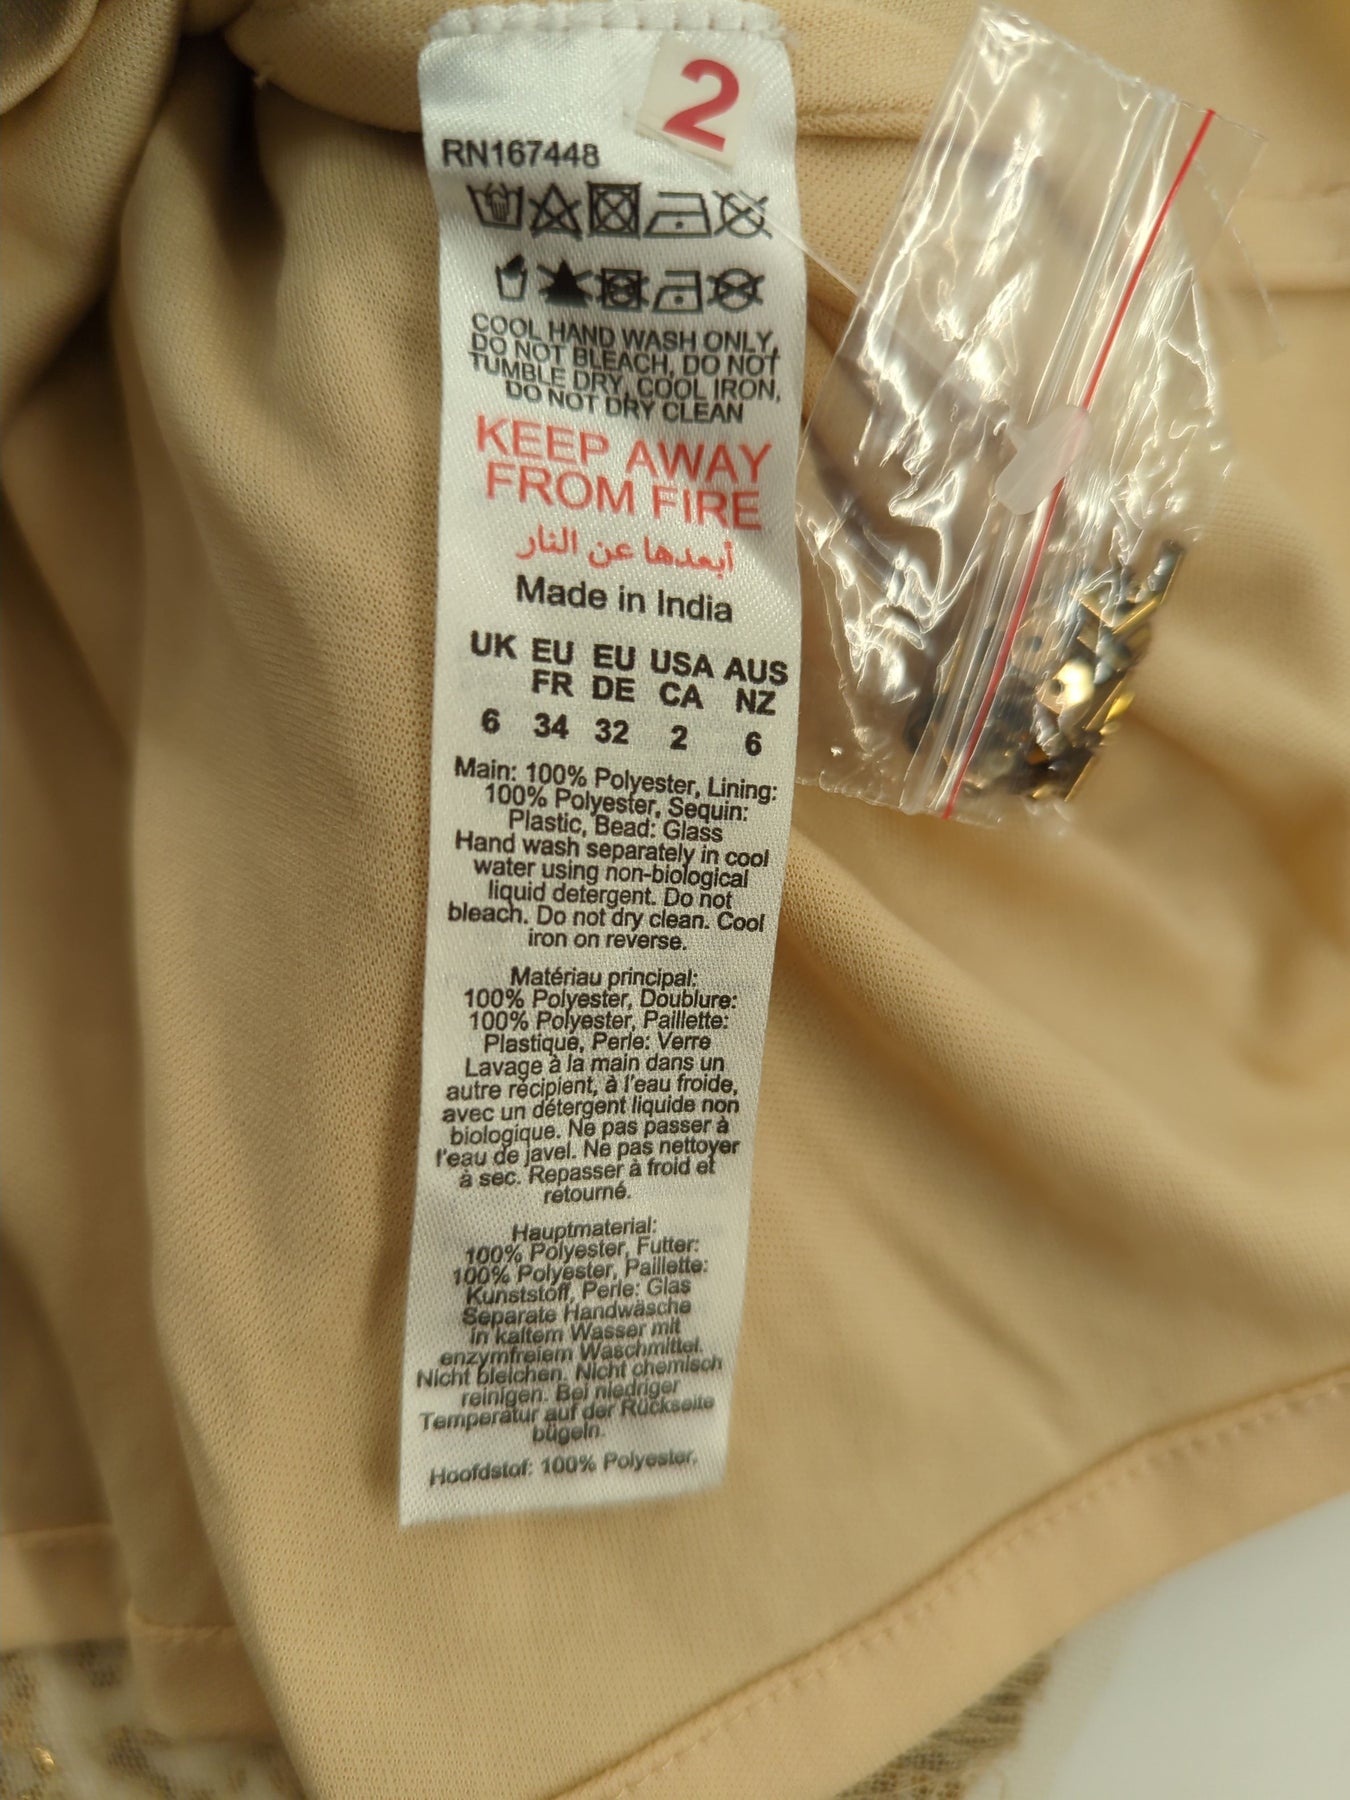 2
RN167448
COOL HAND WASH ONLY,
DO NOT BLEACH, DO NOT
TUMBLE DRY, COOL IRON,
DO NOT DRY CLEAN
KEEP AWAY
FROM FIRE
أبعدها عن النار
Made in India
UK EU EU USA AUS
FR DE CA NZ
6 34 32 2 6
Main: 100% Polyester, Lining:
100% Polyester, Sequin:
Plastic, Bead: Glass
Hand wash separately in cool
water using non-biological
liquid detergent. Do not
bleach. Do not dry clean. Cool
iron on reverse.
Matériau principal:
100% Polyester, Doublure:
100% Polyester, Paillette:
Plastique, Perle: Verre
Lavage à la main dans un
autre récipient, à l'eau froide,
avec un détergent liquide non
biologique. Ne pas passer à
l'eau de javel. Ne pas nettoyer
à sec. Repasser à froid et
retourné.
Hauptmaterial:
100% Polyester, Futter:
100% Polyester, Paillette:
Kunststoff, Perle: Glas
Separate Handwäsche
in kaltem Wasser mit
enzymfreiem Waschmittel.
Nicht bleichen. Nicht chemisch
reinigen. Bei niedriger
Temperatur auf der Rückseite
bügeln.
Hoofdstof: 100% Polyester,